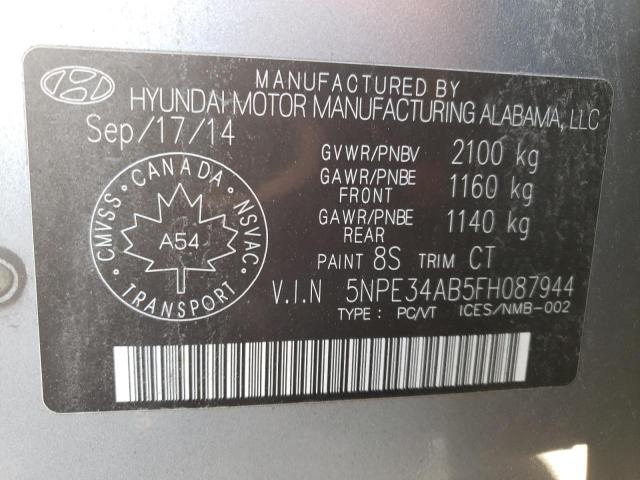 MANUFACTURED BY
HYUNDAI MOTOR MANUFACTURING ALABAMA, LLC
Sep/17/14
GVWR/PNBV 2100 kg
GAWR/PNBE FRONT 1160 kg
GAWR/PNBE REAR 1140 kg
PAINT 8S TRIM CT
V.I.N 5NPE34AB5FH087944
TYPE : PC/VT ICES/NMB-002
CANADA
CMVSS
NSVAC
A54
TRANSPORT